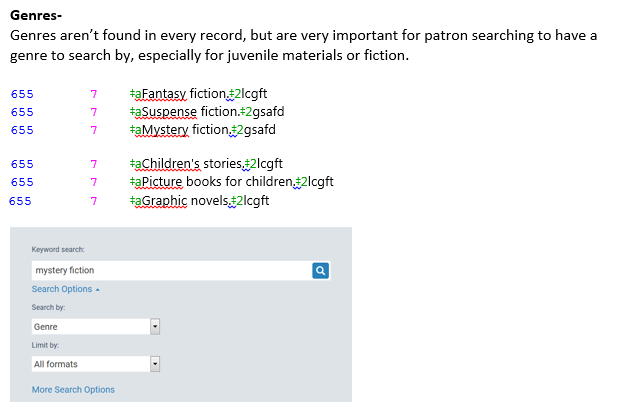 Genres-
Genres aren't found in every record, but are very important for patron searching to have a
genre to search by, especially for juvenile materials or fiction.
655 7 ‡aFantasy fiction.‡2lcgft
655 7 ‡aSuspense fiction.‡2gsafd
655 7 ‡aMystery fiction.‡2gsafd
655 7 ‡aChildren's stories.‡2lcgft
655 7 ‡aPicture books for children.‡2lcgft
655 7 ‡aGraphic novels.‡2lcgft
Keyword search:
mystery fiction
Search Options
Search by:
Genre
Limit by:
All formats
More Search Options